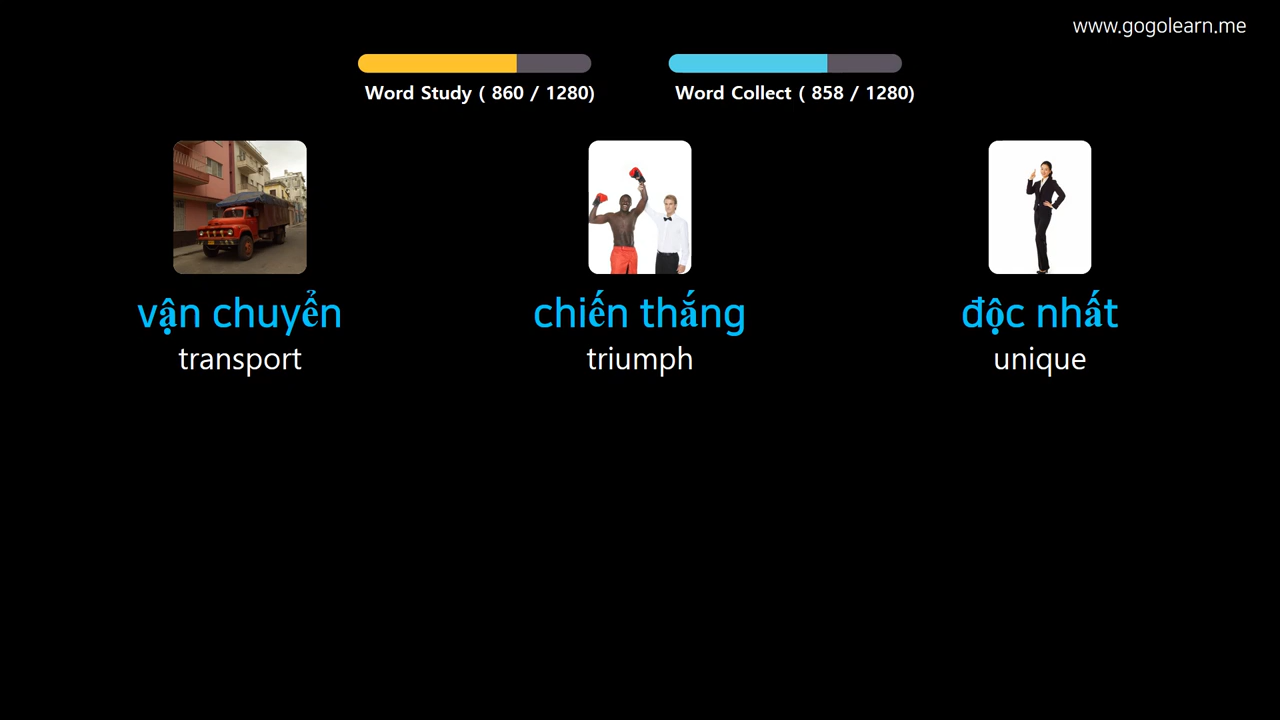 www.gogolearn.me
Word Study ( 860 / 1280)
Word Collect ( 858 / 1280)
vận chuyển
transport
chiến thắng
triumph
độc nhất
unique